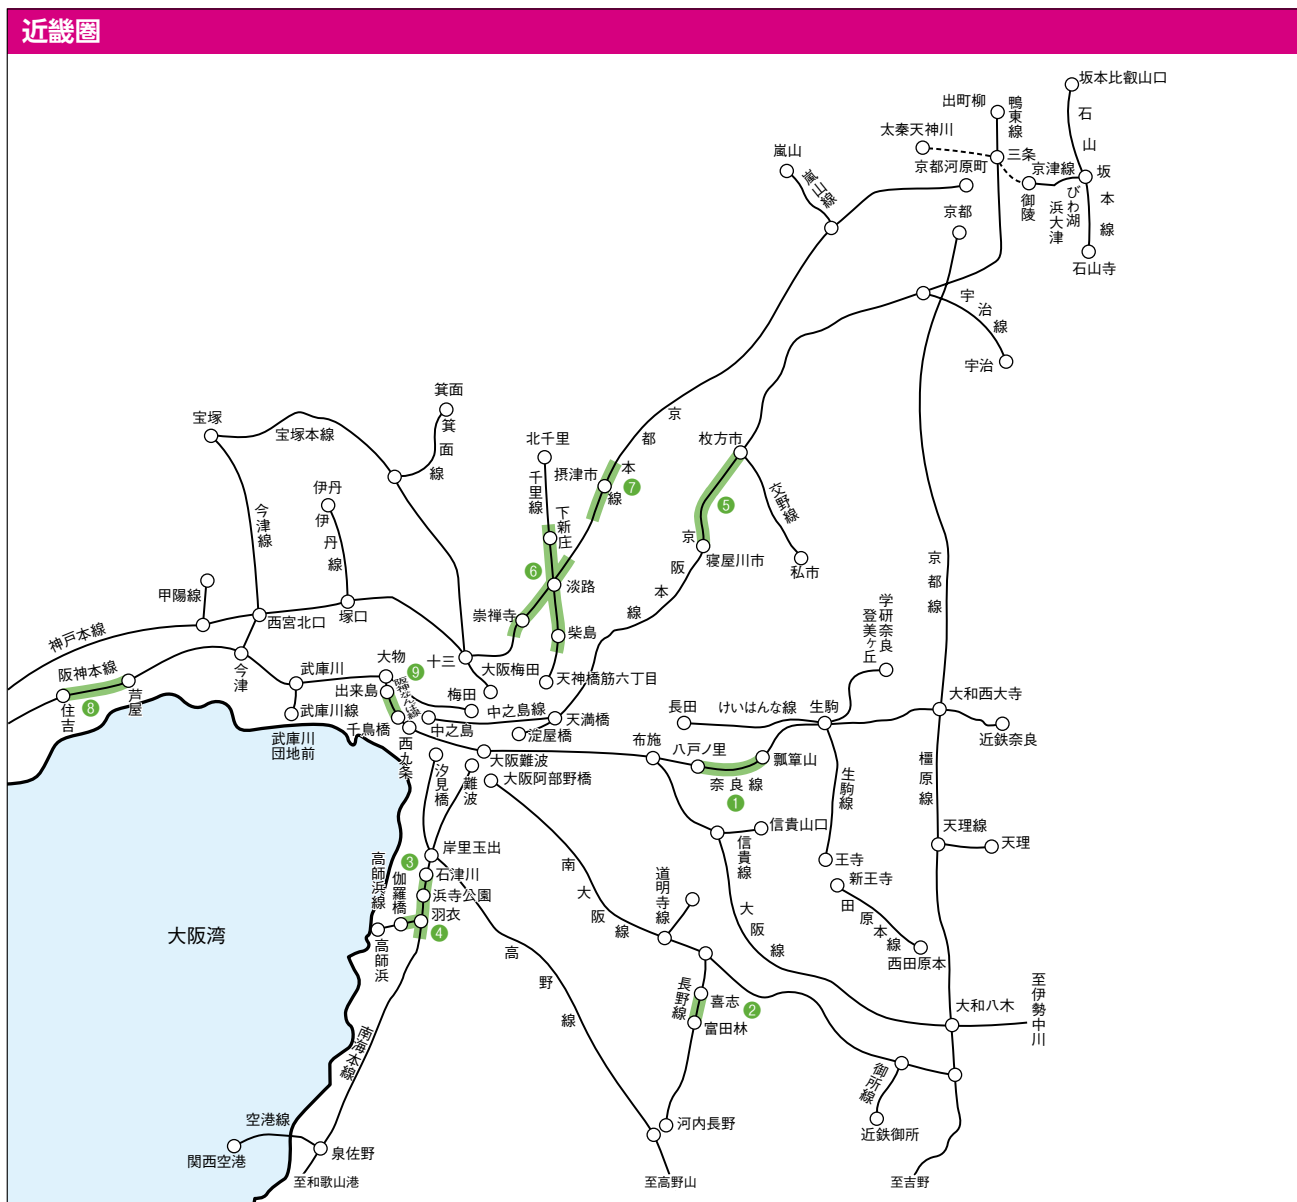 近畿圏
坂本比叡山口
出町柳
鴨東線
石山坂本線
太秦天神川
三条
京津線
嵐山
京都河原町
嵐山線
御陵
びわ湖
浜大津
京都
石山寺
宇治線
宇治
箕面
宝塚
宝塚本線
箕面線
京都本線
枚方市
北千里
摂津市
千里線
⑦
伊丹
伊丹線
今津線
下新庄
⑤
交野線
京阪本線
寝屋川市
私市
京都線
⑥
淡路
甲陽線
学研奈良
登美ヶ丘
崇禅寺
塚口
西宮北口
神戸本線
柴島
今津
十三
大物
⑨
阪神本線
武庫川
大阪梅田
天神橋筋六丁目
出来島
阪神なんば線
芦屋
梅田
大和西大寺
住吉
⑧
武庫川線
中之島線
天満橋
長田
けいはんな線
生駒
千鳥橋
中之島
淀屋橋
近鉄奈良
武庫川
団地前
西九条
布施
八戸ノ里
瓢箪山
大阪難波
汐見橋
難波
大阪阿部野橋
奈良線
①
生駒線
橿原線
信貴山口
天理線
天理
信貴線
岸里玉出
王寺
③
石津川
高師浜線
伽羅橋
浜寺公園
羽衣
④
高師浜
南大阪線
道明寺線
大阪線
新王寺
田原本線
西田原本
大阪湾
高野線
長野線
喜志
②
富田林
大和八木
至伊勢中川
南海本線
御所線
空港線
関西空港
泉佐野
河内長野
近鉄御所
至和歌山港
至高野山
至吉野